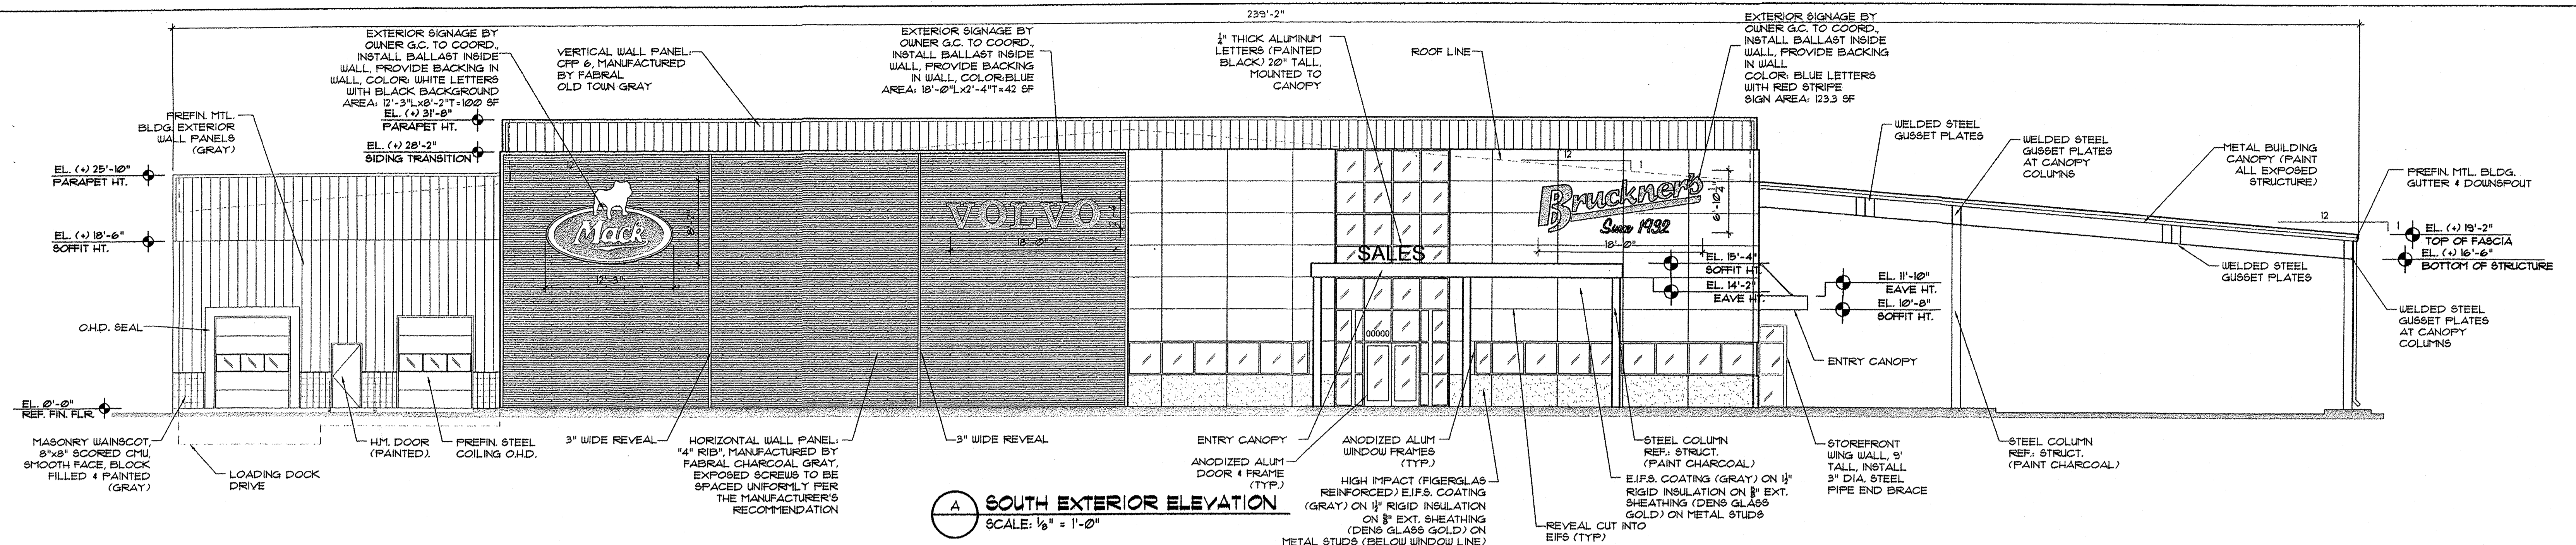 239'-2"
EXTERIOR SIGNAGE BY
OWNER G.C. TO COORD.,
INSTALL BALLAST INSIDE
WALL, PROVIDE BACKING IN
WALL, COLOR: WHITE LETTERS
WITH BLACK BACKGROUND
AREA: 12'-3"Lx8'-2"T=100 SF
VERTICAL WALL PANEL:
CFP 6, MANUFACTURED
BY FABRAL
OLD TOWN GRAY
EXTERIOR SIGNAGE BY
OWNER G.C. TO COORD.,
INSTALL BALLAST INSIDE
WALL, PROVIDE BACKING
IN WALL, COLOR:BLUE
AREA: 18'-0"Lx2'-4"T=42 SF
1/4" THICK ALUMINUM
LETTERS (PAINTED
BLACK) 20" TALL,
MOUNTED TO
CANOPY
ROOF LINE
EXTERIOR SIGNAGE BY
OWNER G.C. TO COORD.,
INSTALL BALLAST INSIDE
WALL, PROVIDE BACKING
IN WALL
COLOR: BLUE LETTERS
WITH RED STRIPE
SIGN AREA: 123.3 SF
WELDED STEEL
GUSSET PLATES
WELDED STEEL
GUSSET PLATES
AT CANOPY
COLUMNS
METAL BUILDING
CANOPY (PAINT
ALL EXPOSED
STRUCTURE)
PREFIN. MTL. BLDG.
GUTTER & DOWNSPOUT
PREFIN. MTL.
BLDG. EXTERIOR
WALL PANELS
(GRAY)
EL. (+) 31'-8"
PARAPET HT.
EL. (+) 28'-2"
SIDING TRANSITION
EL. (+) 25'-10"
PARAPET HT.
EL. (+) 18'-6"
SOFFIT HT.
O.H.D. SEAL
EL. 0'-0"
REF. FIN. FLR.
12
1
Mack
8'-2"
12'-3"
VOLVO
2'-4"
18'-0"
SALES
00000
12
1
Bruckner's
Since 1932
6'-10 1/4"
18'-0"
EL. 15'-4"
SOFFIT HT.
EL. 14'-2"
EAVE HT.
EL. 11'-10"
EAVE HT.
EL. 10'-8"
SOFFIT HT.
ENTRY CANOPY
12
1
EL. (+) 19'-2"
TOP OF FASCIA
EL. (+) 16'-6"
BOTTOM OF STRUCTURE
WELDED STEEL
GUSSET PLATES
WELDED STEEL
GUSSET PLATES
AT CANOPY
COLUMNS
MASONRY WAINSCOT,
8"x8" SCORED CMU,
SMOOTH FACE, BLOCK
FILLED & PAINTED
(GRAY)
LOADING DOCK
DRIVE
H.M. DOOR
(PAINTED).
PREFIN. STEEL
COILING O.H.D.
3" WIDE REVEAL
HORIZONTAL WALL PANEL:
"4" RIB", MANUFACTURED BY
FABRAL CHARCOAL GRAY,
EXPOSED SCREWS TO BE
SPACED UNIFORMLY PER
THE MANUFACTURER'S
RECOMMENDATION
3" WIDE REVEAL
ENTRY CANOPY
ANODIZED ALUM
DOOR & FRAME
(TYP.)
ANODIZED ALUM
WINDOW FRAMES
(TYP.)
HIGH IMPACT (FIGERGLAS
REINFORCED) E.I.F.S. COATING
(GRAY) ON 1 1/2" RIGID INSULATION
ON 5/8" EXT. SHEATHING
(DENS GLASS GOLD) ON
METAL STUDS (BELOW WINDOW LINE)
STEEL COLUMN
REF.: STRUCT.
(PAINT CHARCOAL)
E.I.F.S. COATING (GRAY) ON 1 1/2"
RIGID INSULATION ON 5/8" EXT.
SHEATHING (DENS GLASS
GOLD) ON METAL STUDS
REVEAL CUT INTO
EIFS (TYP)
STOREFRONT
WING WALL, 9'
TALL, INSTALL
3" DIA. STEEL
PIPE END BRACE
STEEL COLUMN
REF.: STRUCT.
(PAINT CHARCOAL)
A
SOUTH EXTERIOR ELEVATION
SCALE: 1/8" = 1'-0"